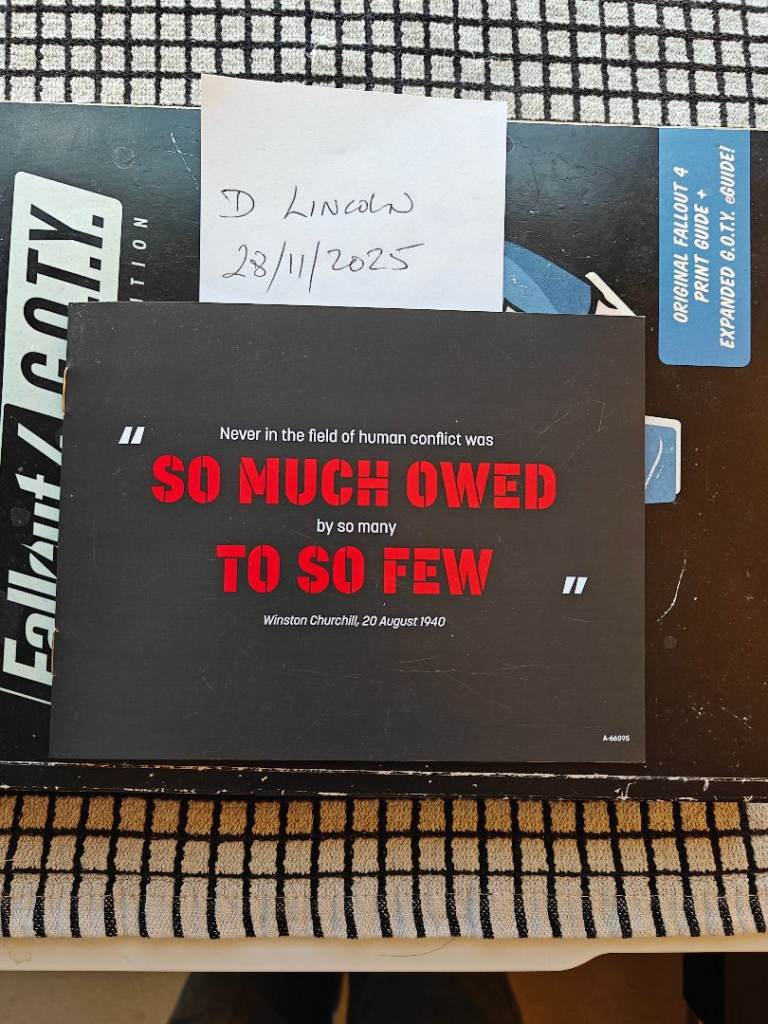 D LINCOLN
28/11/2025
ORIGINAL FALLOUT 4
PRINT GUIDE +
EXPANDED G.O.T.Y. eGUIDE!
Fallout 4 G.O.T.Y.
ITION
"Never in the field of human conflict was
SO MUCH OWED
by so many
TO SO FEW"
Winston Churchill, 20 August 1940
A-66095